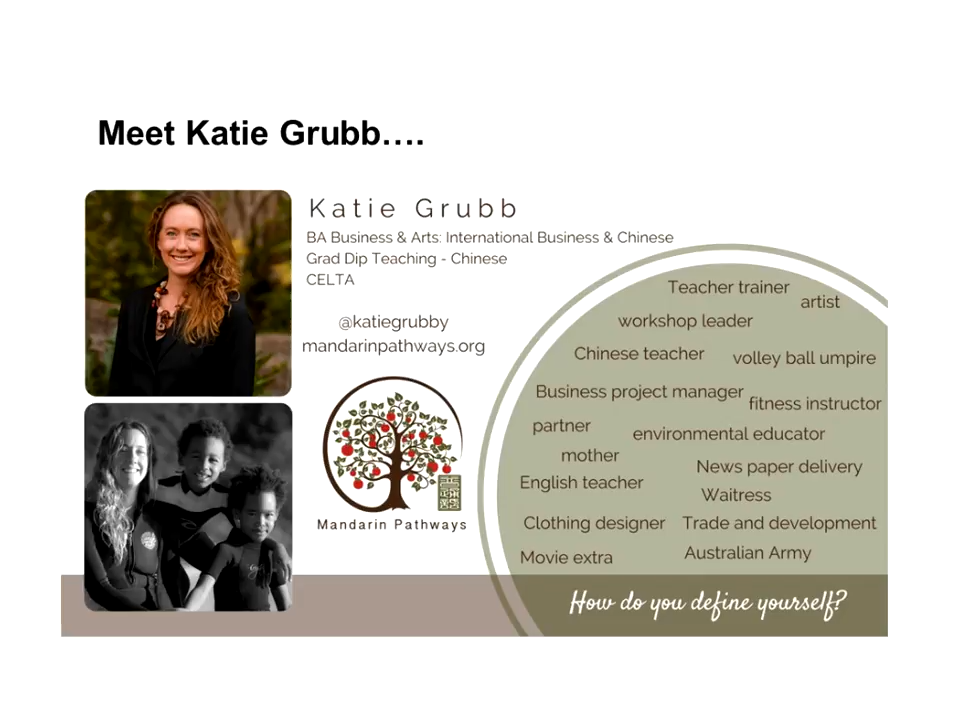 Meet Katie Grubb….
Katie Grubb
BA Business & Arts: International Business & Chinese
Grad Dip Teaching - Chinese
CELTA
@katiegrubby
mandarinpathways.org
Mandarin Pathways
Teacher trainer
artist
workshop leader
Chinese teacher
volley ball umpire
Business project manager
fitness instructor
partner
environmental educator
mother
News paper delivery
English teacher
Waitress
Clothing designer
Trade and development
Movie extra
Australian Army
How do you define yourself?